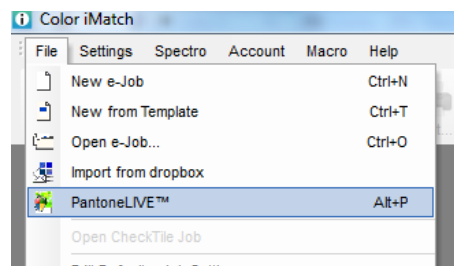 Color iMatch
File Settings Spectro Account Macro Help
New e-Job Ctrl+N
New from Template Ctrl+T
Open e-Job... Ctrl+O
Import from dropbox
PantoneLIVE™ Alt+P
Open CheckTile Job